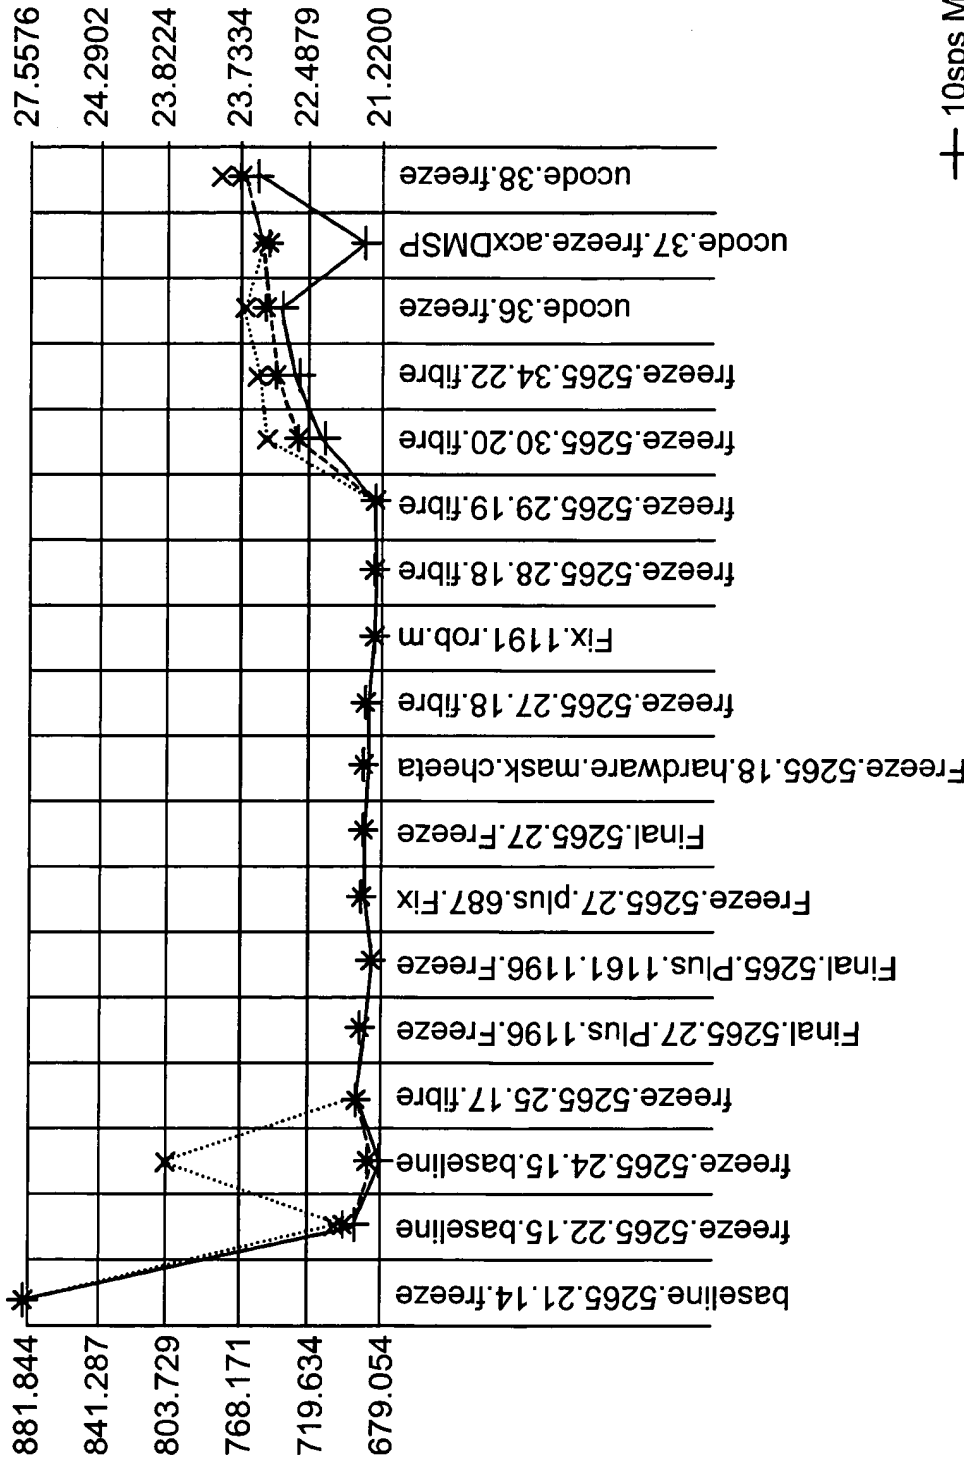 27.5576
24.2902
23.8224
23.7334
22.4879
21.2200
881.844
841.287
803.729
768.171
719.634
679.054
ucode.38.freeze
ucode.37.freeze.acxDMSP
ucode.36.freeze
freeze.5265.34.22.fibre
freeze.5265.30.20.fibre
freeze.5265.29.19.fibre
freeze.5265.28.18.fibre
Fix.1191.rob.m
freeze.5265.27.18.fibre
Freeze.5265.18.hardware.mask.cheeta
Final.5265.27.Freeze
Freeze.5265.27.plus.687.Fix
Final.5265.Plus.1161.1196.Freeze
Final.5265.27.Plus.1196.Freeze
freeze.5265.25.17.fibre
freeze.5265.24.15.baseline
freeze.5265.22.15.baseline
baseline.5265.21.14.freeze
10sps M